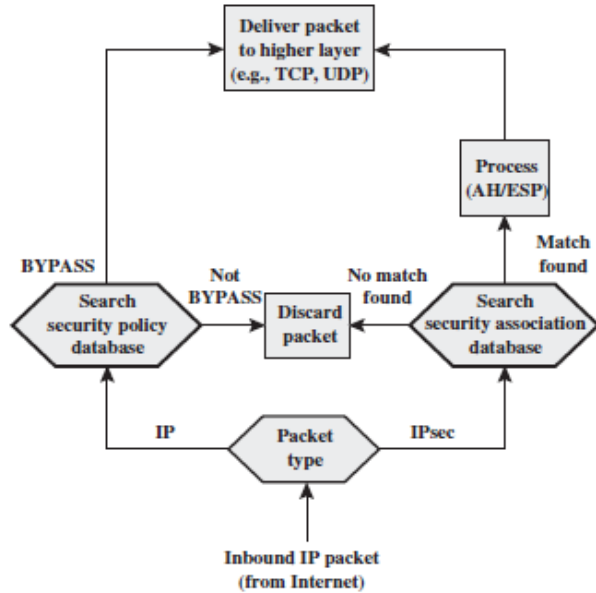 Deliver packet
to higher layer
(e.g., TCP, UDP)
Process
(AH/ESP)
BYPASS
Not
BYPASS
No match
found
Match
found
Search
security policy
database
Discard
packet
Search
security association
database
IP
Packet
type
IPsec
Inbound IP packet
(from Internet)